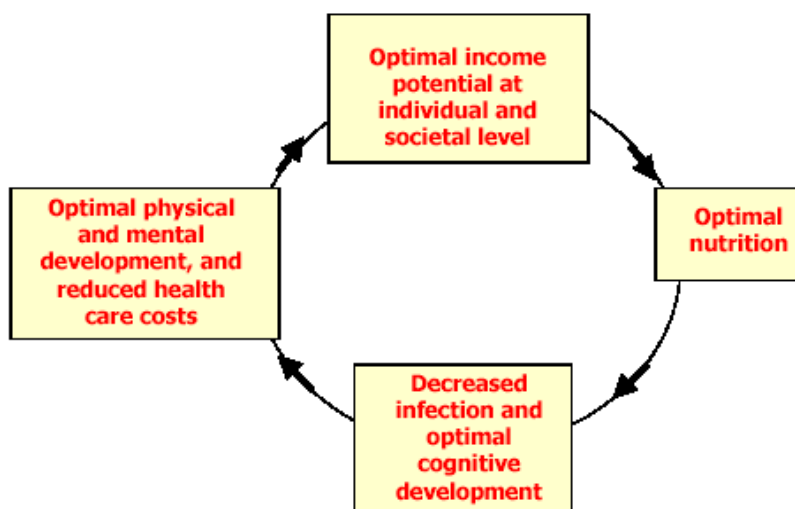 Optimal income
potential at
individual and
societal level
Optimal
nutrition
Decreased
infection and
optimal
cognitive
development
Optimal physical
and mental
development, and
reduced health
care costs